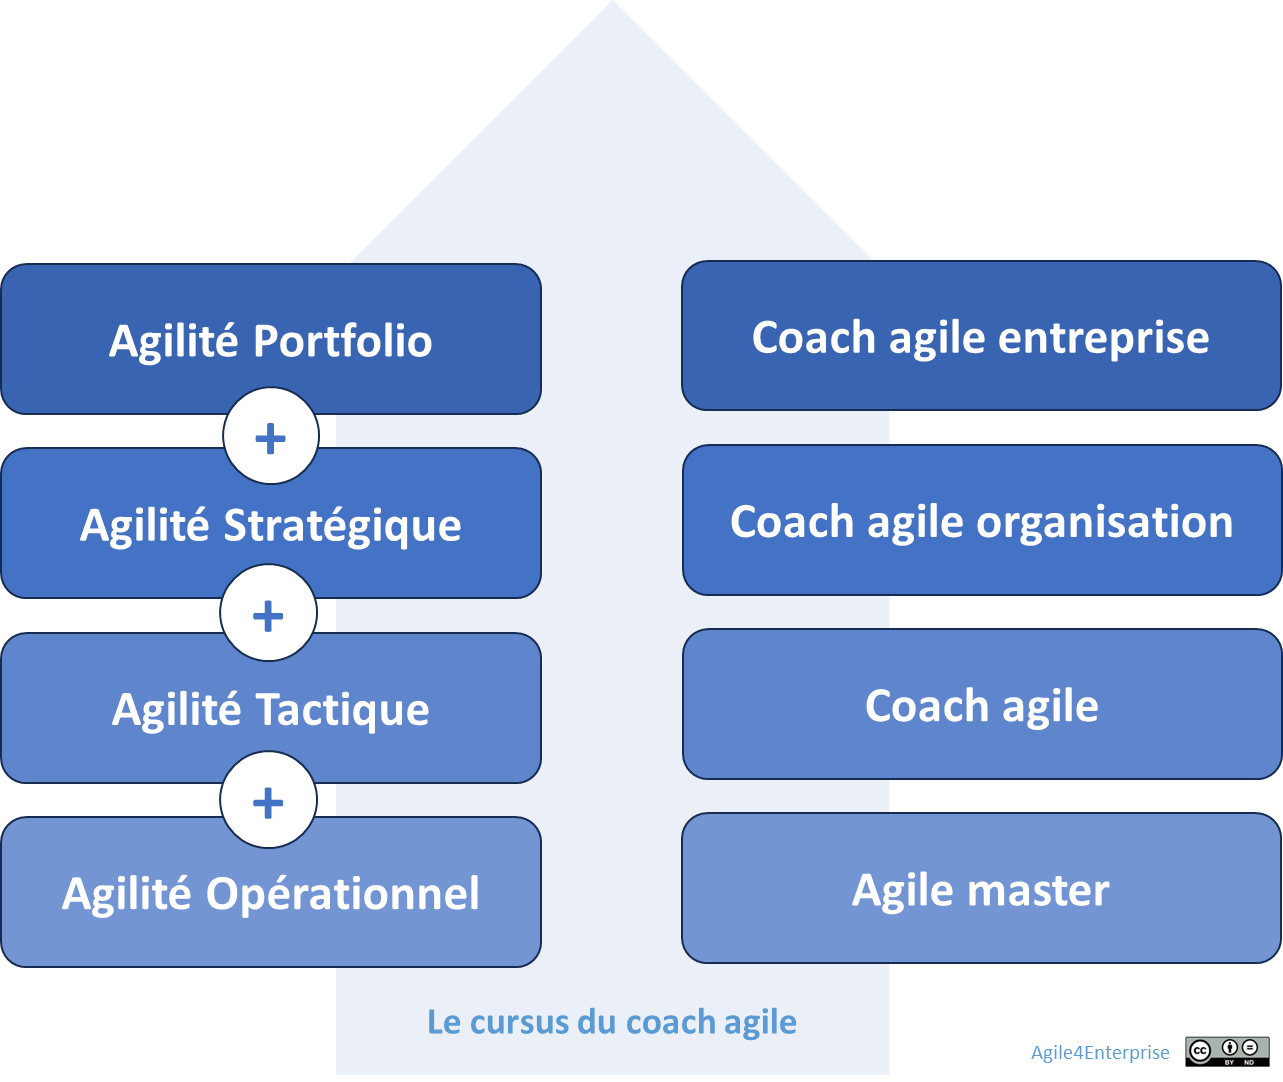 Agilité Portfolio
Coach agile entreprise
+
Agilité Stratégique
Coach agile organisation
+
Agilité Tactique
Coach agile
+
Agilité Opérationnel
Agile master
Le cursus du coach agile
Agile4Enterprise
cc
BY ND